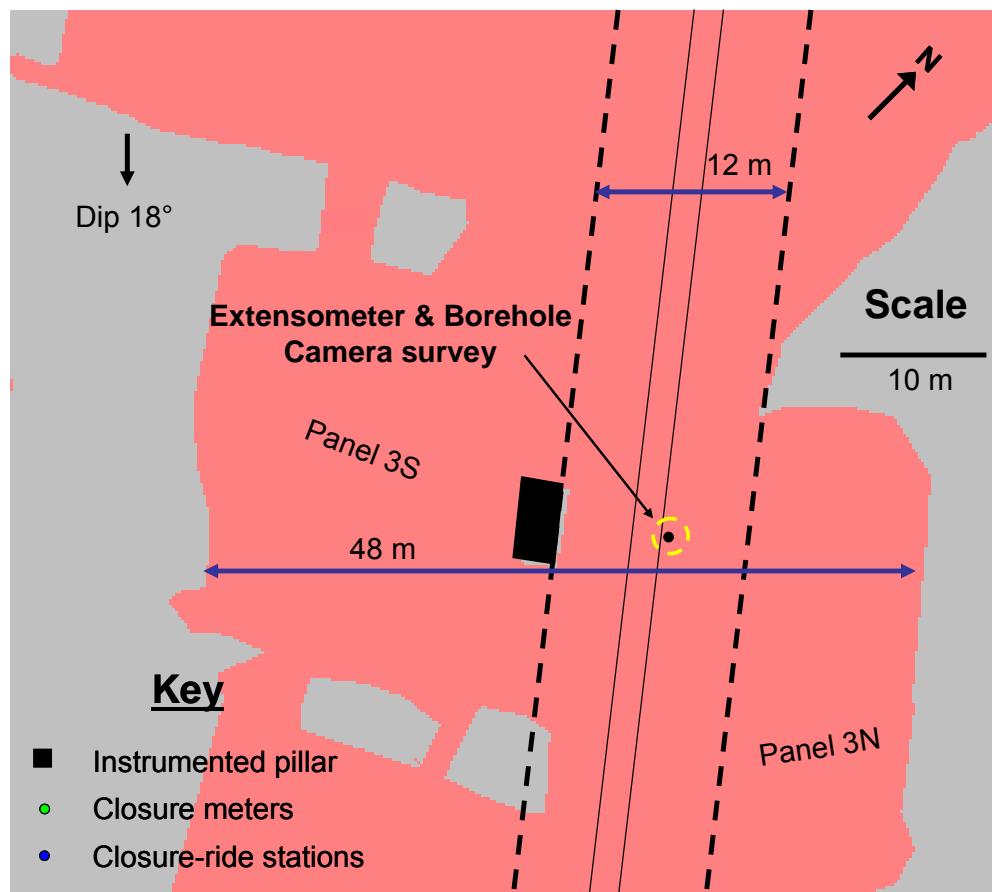 N
12 m
Dip 18°
Scale
10 m
Extensometer & Borehole
Camera survey
Panel 3S
48 m
Key
Instrumented pillar
Closure meters
Closure-ride stations
Panel 3N